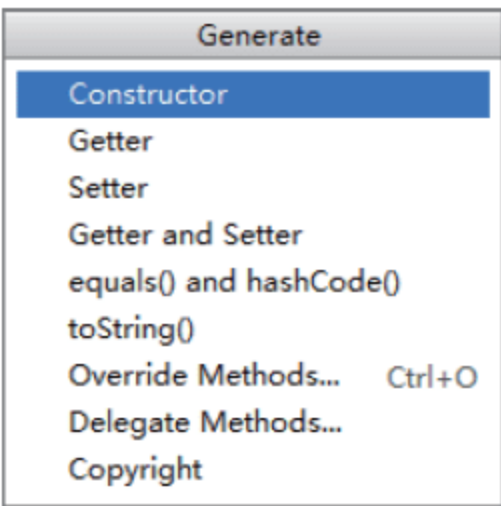 Generate
Constructor
Getter
Setter
Getter and Setter
equals() and hashCode()
toString()
Override Methods... Ctrl+O
Delegate Methods...
Copyright